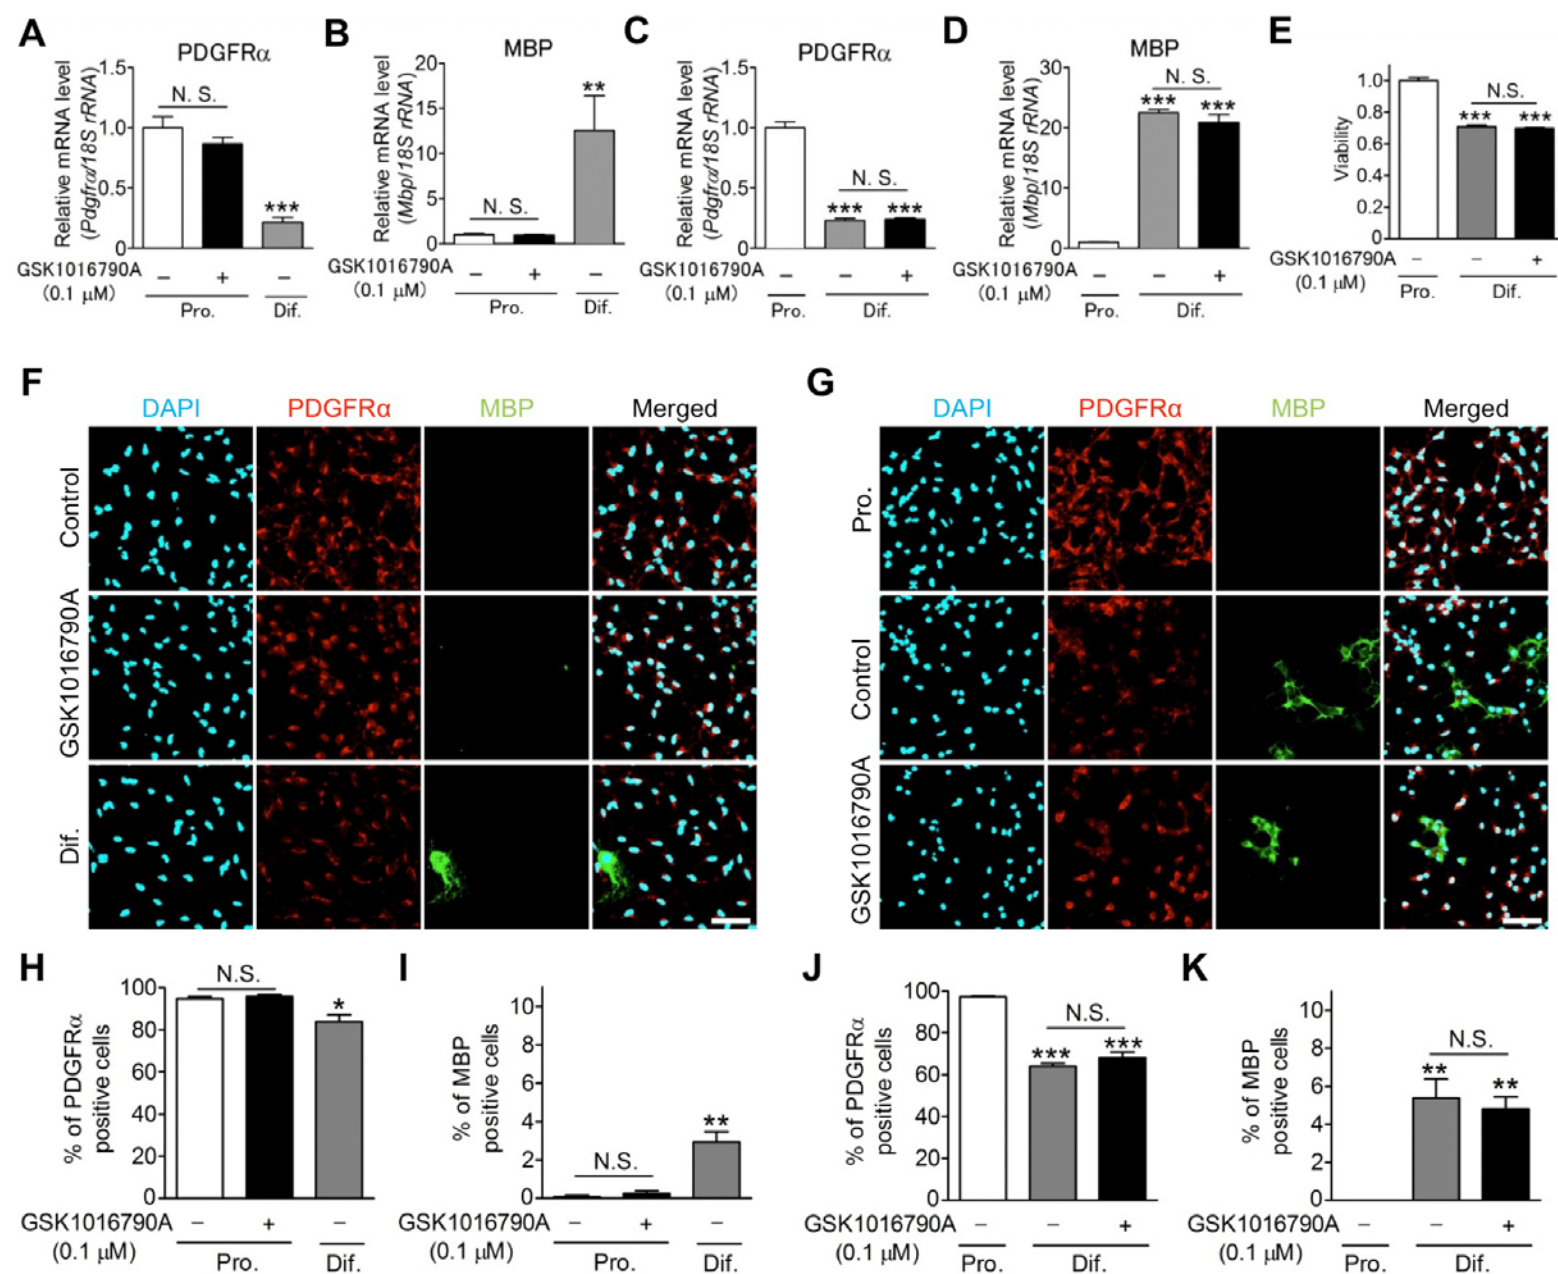 A
PDGFRα
Relative mRNA level
(Pdgfrα/18S rRNA)
1.5
1.0
0.5
0
N. S.
***
GSK1016790A
(0.1 μM)
– + –
Pro. Dif.
B
MBP
Relative mRNA level
(Mbp/18S rRNA)
20
15
10
5
0
N. S.
**
GSK1016790A
(0.1 μM)
– + –
Pro. Dif.
C
PDGFRα
Relative mRNA level
(Pdgfrα/18S rRNA)
1.5
1.0
0.5
0
N. S.
*** ***
GSK1016790A
(0.1 μM)
– – +
Pro. Dif.
D
MBP
Relative mRNA level
(Mbp/18S rRNA)
30
20
10
0
N. S.
*** ***
GSK1016790A
(0.1 μM)
– – +
Pro. Dif.
E
Viability
1.0
0.8
0.6
0.4
0.2
0
N.S.
*** ***
GSK1016790A
(0.1 μM)
– – +
Pro. Dif.
F
DAPI PDGFRα MBP Merged
Control
GSK1016790A
Dif.
G
DAPI PDGFRα MBP Merged
Pro.
Control
GSK1016790A
H
% of PDGFRα
positive cells
100
80
60
40
20
0
N.S.
*
GSK1016790A
(0.1 μM)
– + –
Pro. Dif.
I
% of MBP
positive cells
10
8
6
4
2
0
N.S.
**
GSK1016790A
(0.1 μM)
– + –
Pro. Dif.
J
% of PDGFRα
positive cells
100
80
60
40
20
0
N.S.
*** ***
GSK1016790A
(0.1 μM)
– – +
Pro. Dif.
K
% of MBP
positive cells
10
8
6
4
2
0
N.S.
** **
GSK1016790A
(0.1 μM)
– – +
Pro. Dif.